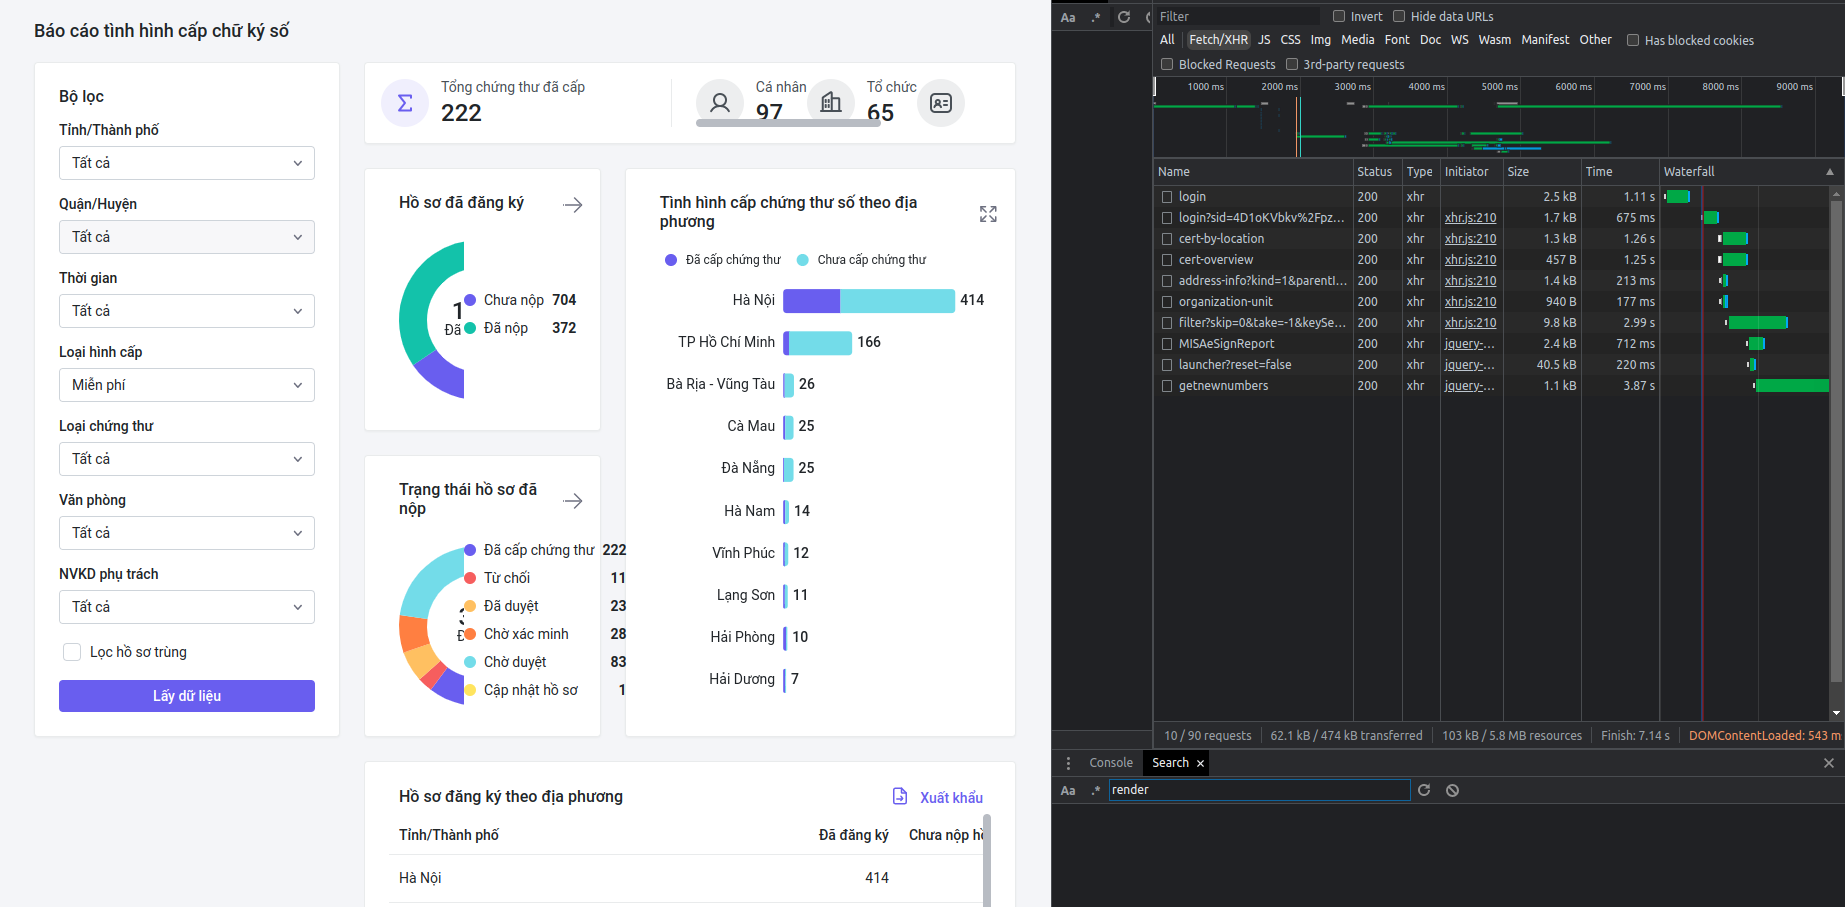 Báo cáo tình hình cấp chữ ký số
Bộ lọc
Tỉnh/Thành phố
Tất cả
Quận/Huyện
Tất cả
Thời gian
Tất cả
Loại hình cấp
Miễn phí
Loại chứng thư
Tất cả
Văn phòng
Tất cả
NVKD phụ trách
Tất cả
Lọc hồ sơ trùng
Lấy dữ liệu
Tổng chứng thư đã cấp
222
Cá nhân
97
Tổ chức
65
Hồ sơ đã đăng ký
1
Đã
Chưa nộp 704
Đã nộp 372
Trạng thái hồ sơ đã
nộp
Đã cấp chứng thư 222
Từ chối 11
Đã duyệt 23
Chờ xác minh 28
Chờ duyệt 83
Cập nhật hồ sơ 1
Tình hình cấp chứng thư số theo địa
phương
Đã cấp chứng thư Chưa cấp chứng thư
Hà Nội 414
TP Hồ Chí Minh 166
Bà Rịa - Vũng Tàu 26
Cà Mau 25
Đà Nẵng 25
Hà Nam 14
Vĩnh Phúc 12
Lạng Sơn 11
Hải Phòng 10
Hải Dương 7
Hồ sơ đăng ký theo địa phương
Xuất khẩu
Tỉnh/Thành phố Đã đăng ký Chưa nộp hồ
Hà Nội 414
Aa .*
Filter Invert Hide data URLs
All Fetch/XHR JS CSS Img Media Font Doc WS Wasm Manifest Other Has blocked cookies
Blocked Requests 3rd-party requests
1000 ms 2000 ms 3000 ms 4000 ms 5000 ms 6000 ms 7000 ms 8000 ms 9000 ms
Name Status Type Initiator Size Time Waterfall
login 200 xhr 2.5 kB 1.11 s
login?sid=4D1oKVbkv%2Fpz... 200 xhr xhr.js:210 1.7 kB 675 ms
cert-by-location 200 xhr xhr.js:210 1.3 kB 1.26 s
cert-overview 200 xhr xhr.js:210 457 B 1.25 s
address-info?kind=1&parentI... 200 xhr xhr.js:210 1.4 kB 213 ms
organization-unit 200 xhr xhr.js:210 940 B 177 ms
filter?skip=0&take=-1&keySe... 200 xhr xhr.js:210 9.8 kB 2.99 s
MISAeSignReport 200 xhr jquery-... 2.4 kB 712 ms
launcher?reset=false 200 xhr jquery-... 40.5 kB 220 ms
getnewnumbers 200 xhr jquery-... 1.1 kB 3.87 s
10 / 90 requests 62.1 kB / 474 kB transferred 103 kB / 5.8 MB resources Finish: 7.14 s DOMContentLoaded: 543 m
Console Search ×
Aa .* render